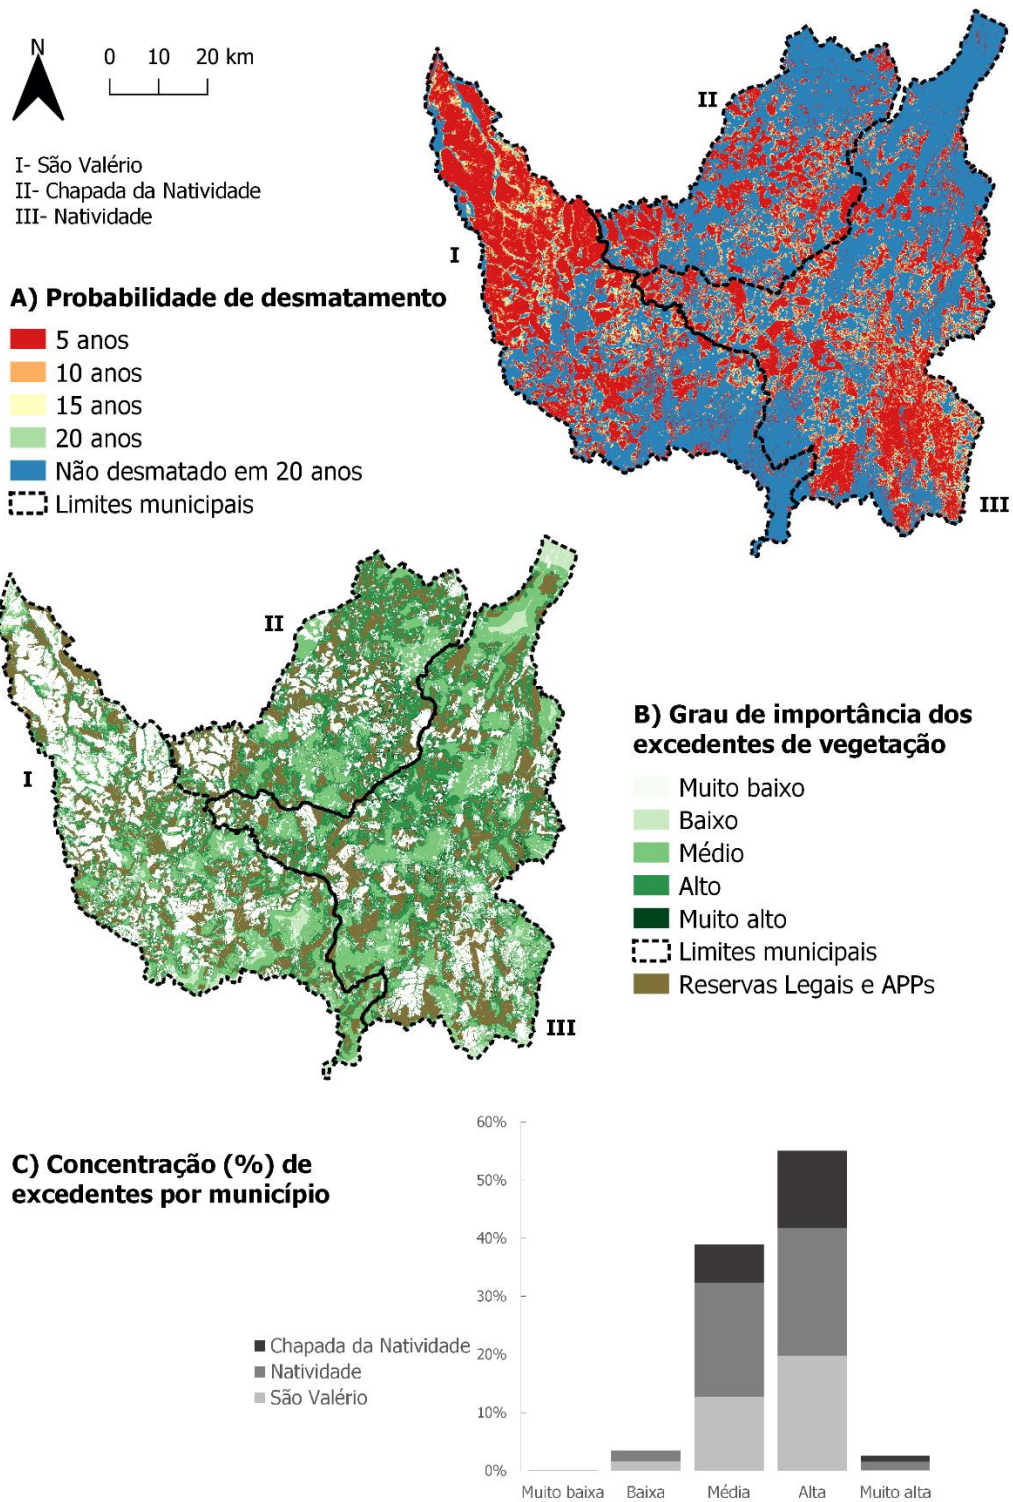 N
0 10 20 km
I- São Valério
II- Chapada da Natividade
III- Natividade
II
I
III
A) Probabilidade de desmatamento
5 anos
10 anos
15 anos
20 anos
Não desmatado em 20 anos
Limites municipais
II
I
III
B) Grau de importância dos
excedentes de vegetação
Muito baixo
Baixo
Médio
Alto
Muito alto
Limites municipais
Reservas Legais e APPs
C) Concentração (%) de
excedentes por município
60%
50%
40%
30%
20%
10%
0%
Chapada da Natividade
Natividade
São Valério
Muito baixa Baixa Média Alta Muito alta